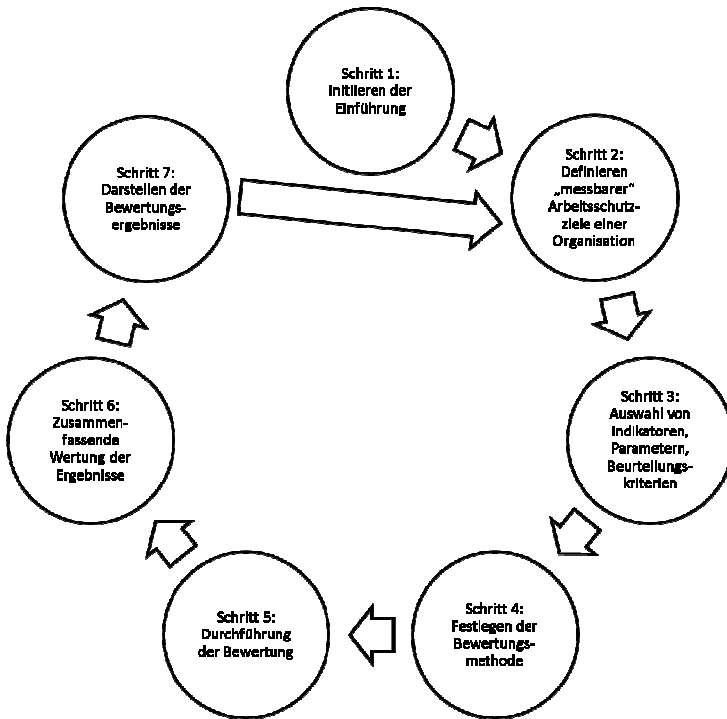 Schritt 1:
Initiieren der
Einführung
Schritt 2:
Definieren
„messbarer“
Arbeitsschutz-
ziele einer
Organisation
Schritt 3:
Auswahl von
Indikatoren,
Parametern,
Beurteilungs-
kriterien
Schritt 4:
Festlegen der
Bewertungs-
methode
Schritt 5:
Durchführung
der Bewertung
Schritt 6:
Zusammen-
fassende
Wertung der
Ergebnisse
Schritt 7:
Darstellen der
Bewertungs-
ergebnisse